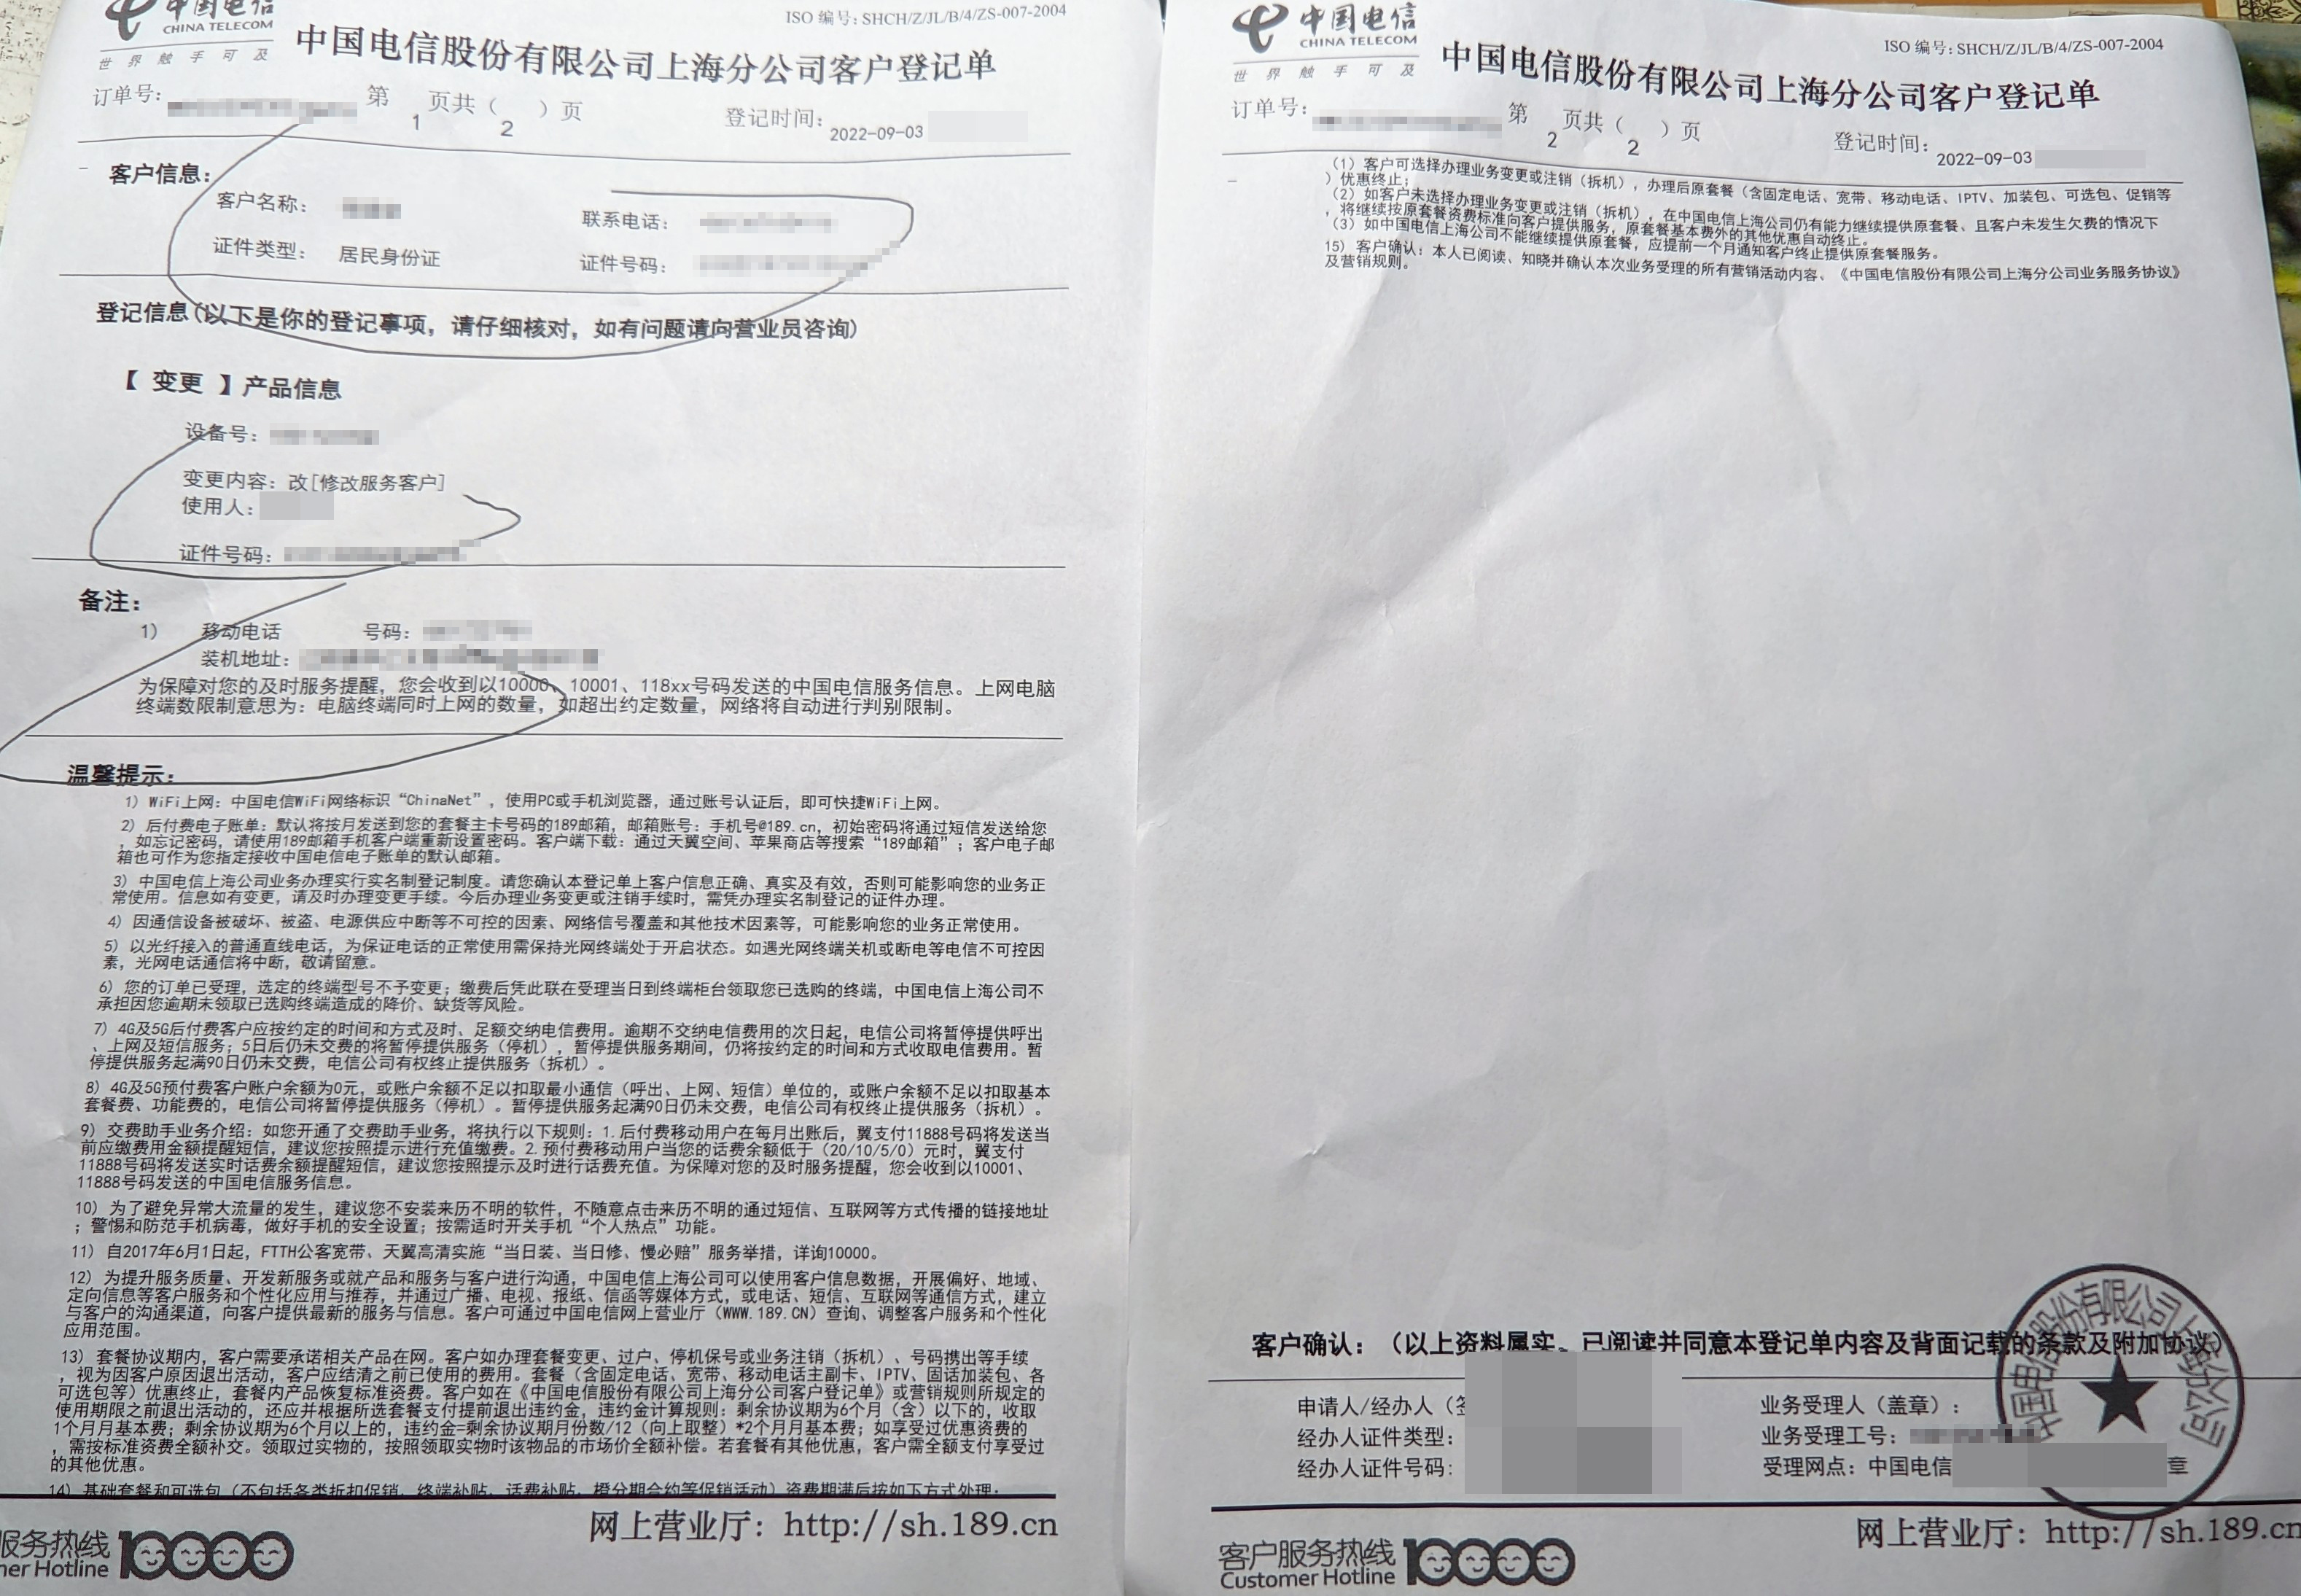 中国电信
CHINA TELECOM
世界触手可及
ISO 编号: SHCH/Z/JL/B/4/ZS-007-2004
中国电信股份有限公司上海分公司客户登记单
订单号: 第 1 页共（ 2 ）页 登记时间: 2022-09-03
客户信息:
客户名称: 联系电话:
证件类型: 居民身份证 证件号码:
登记信息(以下是你的登记事项，请仔细核对，如有问题请向营业员咨询)
【 变更 】产品信息
设备号:
变更内容: 改[修改服务客户]
使用人:
证件号码:
备注:
1) 移动电话 号码:
装机地址:
为保障对您的及时服务提醒，您会收到以10000、10001、118xx号码发送的中国电信服务信息。上网电脑
终端数限制意思为：电脑终端同时上网的数量，如超出约定数量，网络将自动进行判别限制。
温馨提示:
1) WiFi上网: 中国电信WiFi网络标识“ChinaNet”，使用PC或手机浏览器，通过账号认证后，即可快捷WiFi上网。
2) 后付费电子账单: 默认将按月发送到您的套餐主卡号码的189邮箱，邮箱账号: 手机号@189.cn，初始密码将通过短信发送给您
，如忘记密码，请使用189邮箱手机客户端重新设置密码。客户端下载: 通过天翼空间、苹果商店等搜索“189邮箱”；客户电子邮
箱也可作为您指定接收中国电信电子账单的默认邮箱。
3) 中国电信上海公司业务办理实行实名制登记制度。请您确认本登记单上客户信息正确、真实及有效，否则可能影响您的业务正
常使用。信息如有变更，请及时办理变更手续。今后办理业务变更或注销手续时，需凭办理实名制登记的证件办理。
4) 因通信设备被破坏、被盗、电源供应中断等不可控的因素、网络信号覆盖和其他技术因素等，可能影响您的业务正常使用。
5) 以光纤接入的普通直线电话，为保证电话的正常使用需保持光网终端处于开启状态。如遇光网终端关机或断电等电信不可控因
素，光网电话通信将中断，敬请留意。
6) 您的订单已受理，选定的终端型号不予变更；缴费后凭此联在受理当日到终端柜台领取您已选购的终端，中国电信上海公司不
承担因您逾期未领取已选购终端造成的降价、缺货等风险。
7) 4G及5G后付费客户应按约定的时间和方式及时、足额交纳电信费用。逾期不交纳电信费用的次日起，电信公司将暂停提供呼出
、上网及短信服务；5日后仍未交费的将暂停提供服务（停机），暂停提供服务期间，仍将按约定的时间和方式收取电信费用。暂
停提供服务起满90日仍未交费，电信公司有权终止提供服务（拆机）。
8) 4G及5G预付费客户账户余额为0元，或账户余额不足以扣取最小通信（呼出、上网、短信）单位的，或账户余额不足以扣取基本
套餐费、功能费的，电信公司将暂停提供服务（停机）。暂停提供服务起满90日仍未交费，电信公司有权终止提供服务（拆机）。
9) 交费助手业务介绍: 如您开通了交费助手业务，将执行以下规则: 1.后付费移动用户在每月出账后，翼支付11888号码将发送当
前应缴费用金额提醒短信，建议您按照提示进行充值缴费。2.预付费移动用户当您的话费余额低于（20/10/5/0）元时，翼支付
11888号码将发送实时话费余额提醒短信，建议您按照提示及时进行话费充值。为保障对您的及时服务提醒，您会收到以10001、
11888号码发送的中国电信服务信息。
10) 为了避免异常大流量的发生，建议您不安装来历不明的软件，不随意点击来历不明的通过短信、互联网等方式传播的链接地址
；警惕和防范手机病毒，做好手机的安全设置；按需适时开关手机“个人热点”功能。
11) 自2017年6月1日起，FTTH公客宽带、天翼高清实施“当日装、当日修、慢必赔”服务举措，详询10000。
12) 为提升服务质量、开发新服务或就产品和服务与客户进行沟通，中国电信上海公司可以使用客户信息数据，开展偏好、地域、
定向信息等客户服务和个性化应用与推荐，并通过广播、电视、报纸、信函等媒体方式，或电话、短信、互联网等通信方式，建立
与客户的沟通渠道，向客户提供最新的服务与信息。客户可通过中国电信网上营业厅（WWW.189.CN）查询、调整客户服务和个性化
应用范围。
13) 套餐协议期内，客户需要承诺相关产品在网。客户如办理套餐变更、过户、停机保号或业务注销（拆机）、号码携出等手续
，视为因客户原因退出活动，客户应结清之前已使用的费用。套餐（含固定电话、宽带、移动电话主副卡、IPTV、固话加装包、各
可选包等）优惠终止，套餐内产品恢复标准资费。客户如在《中国电信股份有限公司上海分公司客户登记单》或营销规则所规定的
使用期限之前退出活动的，还应并根据所选套餐支付提前退出违约金，违约金计算规则: 剩余协议期为6个月（含）以下的，收取
1个月月基本费；剩余协议期为6个月以上的，违约金=剩余协议期月份数/12（向上取整）*2个月月基本费；如享受过优惠资费的
，需按标准资费全额补交。领取过实物的，按照领取实物时该物品的市场价全额补偿。若套餐有其他优惠，客户需全额支付享受过
的其他优惠。
14) 基础套餐和可选包（不包括各类折扣促销、终端补贴、话费补贴、橙分期合约等促销活动）资费期满后按如下方式处理:
网上营业厅: http://sh.189.cn
服务热线 10000
mer Hotline
中国电信
CHINA TELECOM
世界触手可及
ISO 编号: SHCH/Z/JL/B/4/ZS-007-2004
中国电信股份有限公司上海分公司客户登记单
订单号: 第 2 页共（ 2 ）页 登记时间: 2022-09-03
(1) 客户可选择办理业务变更或注销（拆机），办理后原套餐（含固定电话、宽带、移动电话、IPTV、加装包、可选包、促销等
）优惠终止；
(2) 如客户未选择办理业务变更或注销（拆机），在中国电信上海公司仍有能力继续提供原套餐、且客户未发生欠费的情况下
，将继续按原套餐资费标准向客户提供服务，原套餐基本费外的其他优惠自动终止。
(3) 如中国电信上海公司不能继续提供原套餐，应提前一个月通知客户终止提供原套餐服务。
15) 客户确认: 本人已阅读、知晓并确认本次业务受理的所有营销活动内容、《中国电信股份有限公司上海分公司业务服务协议》
及营销规则。
客户确认: （以上资料属实。已阅读并同意本登记单内容及背面记载的条款及附加协议）
申请人/经办人（签 业务受理人（盖章）:
经办人证件类型: 业务受理工号:
经办人证件号码: 受理网点: 中国电信 章
中国电信股份有限公司上海分公司
网上营业厅: http://sh.189.cn
客户服务热线 10000
Customer Hotline